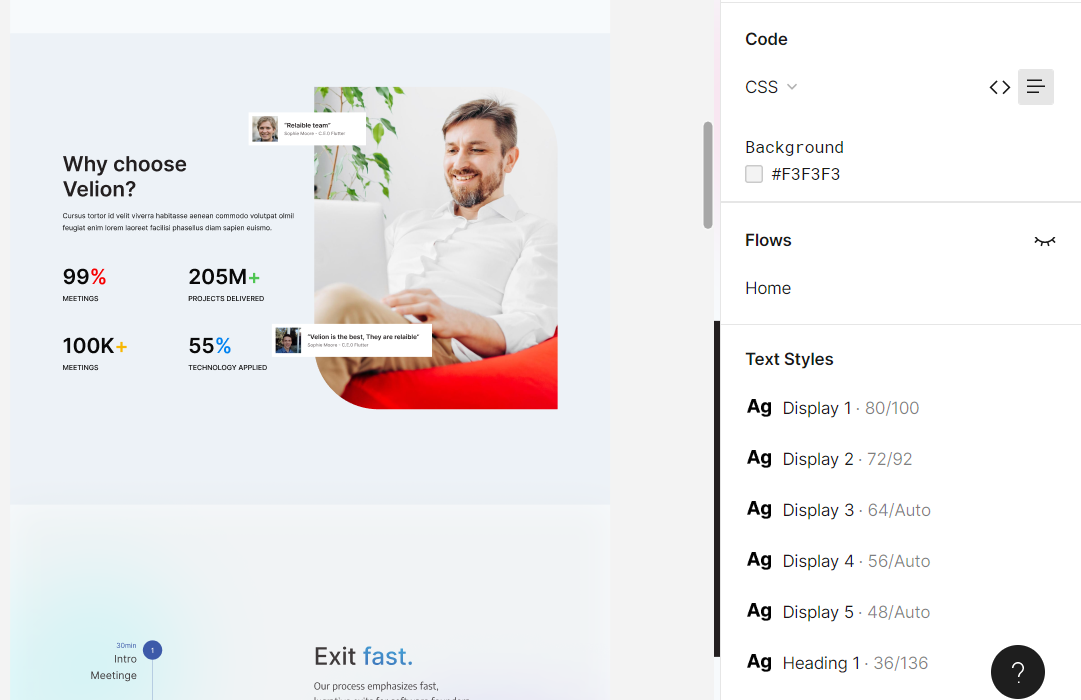 "Relaible team"
Sophie Moore - C.E.O Flutter
Why choose
Velion?
Cursus tortor id velit viverra habitasse aenean commodo volutpat olmil
feugiat enim lorem laoreet facilisi phasellus diam sapien euismo.
99%
MEETINGS
205M+
PROJECTS DELIVERED
100K+
MEETINGS
55%
TECHNOLOGY APPLIED
"Velion is the best, They are relaible"
Sophie Moore - C.E.O Flutter
30min
1
Intro
Meetinge
Exit fast.
Our process emphasizes fast,
Code
CSS
Background
#F3F3F3
Flows
Home
Text Styles
Ag Display 1 · 80/100
Ag Display 2 · 72/92
Ag Display 3 · 64/Auto
Ag Display 4 · 56/Auto
Ag Display 5 · 48/Auto
Ag Heading 1 · 36/136
?